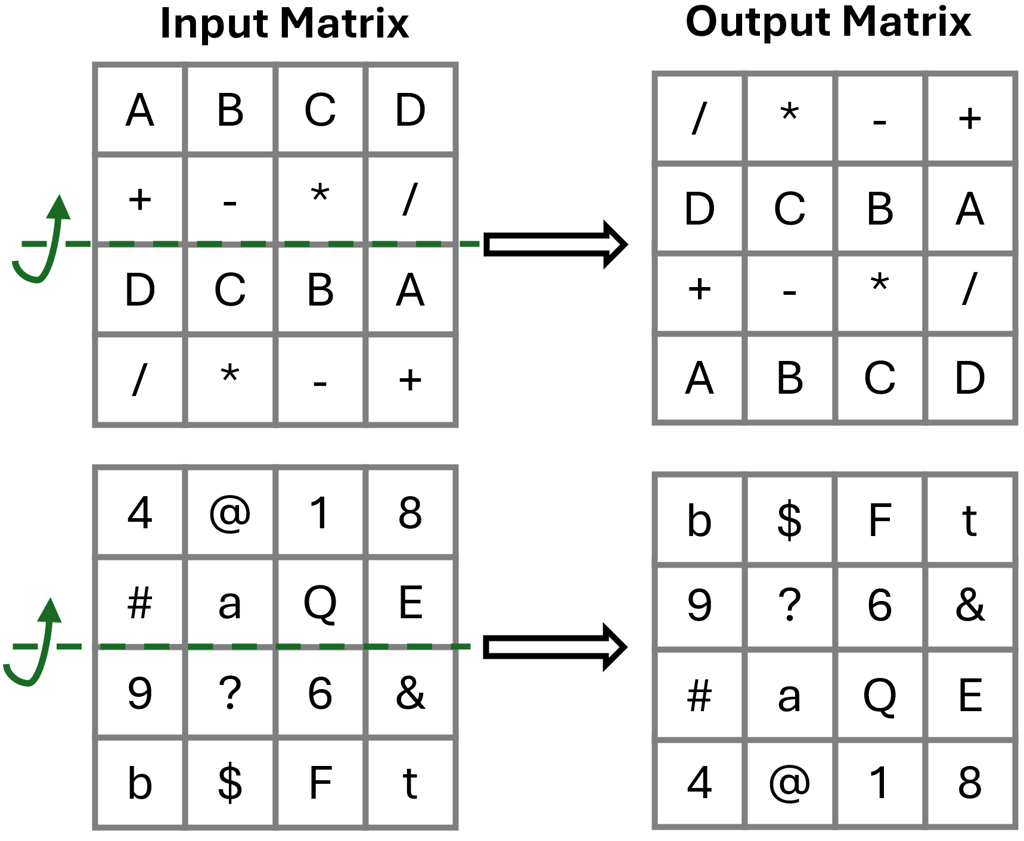 Input Matrix
Output Matrix
A B C D
+ - * /
D C B A
/ * - +
/ * - +
D C B A
+ - * /
A B C D
4 @ 1 8
# a Q E
9 ? 6 &
b $ F t
b $ F t
9 ? 6 &
# a Q E
4 @ 1 8